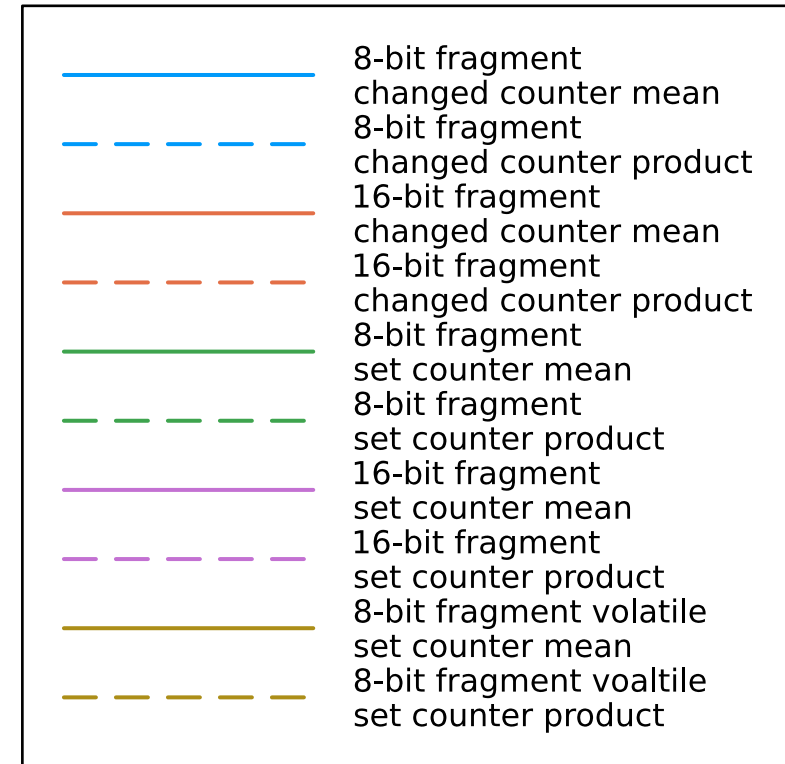 8-bit fragment
changed counter mean
8-bit fragment
changed counter product
16-bit fragment
changed counter mean
16-bit fragment
changed counter product
8-bit fragment
set counter mean
8-bit fragment
set counter product
16-bit fragment
set counter mean
16-bit fragment
set counter product
8-bit fragment volatile
set counter mean
8-bit fragment voaltile
set counter product